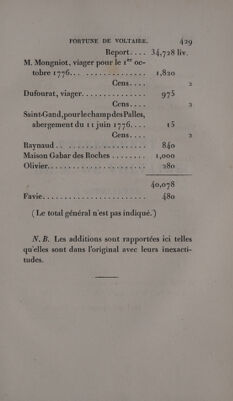 FORTUNE DE VOLTAIRE. 429
Report.... 34,728 liv.
M. Mongniot, viager pour le 1er oc-
tobre 1776............... 1,820
Cens.... 2
Dufourat, viager........... 975
Cens.... 2
Saint-Gand, pour le champ des Palles,
abergement du 11 juin 1776.... 15
Cens.... 2
Raynaud.................. 840
Maison Gabar des Roches........ 1,000
Olivier.................... 280
40,078
Favie..................... 480
(Le total général n'est pas indiqué.)
N. B. Les additions sont rapportées ici telles
qu'elles sont dans l'original avec leurs inexacti-
tudes.